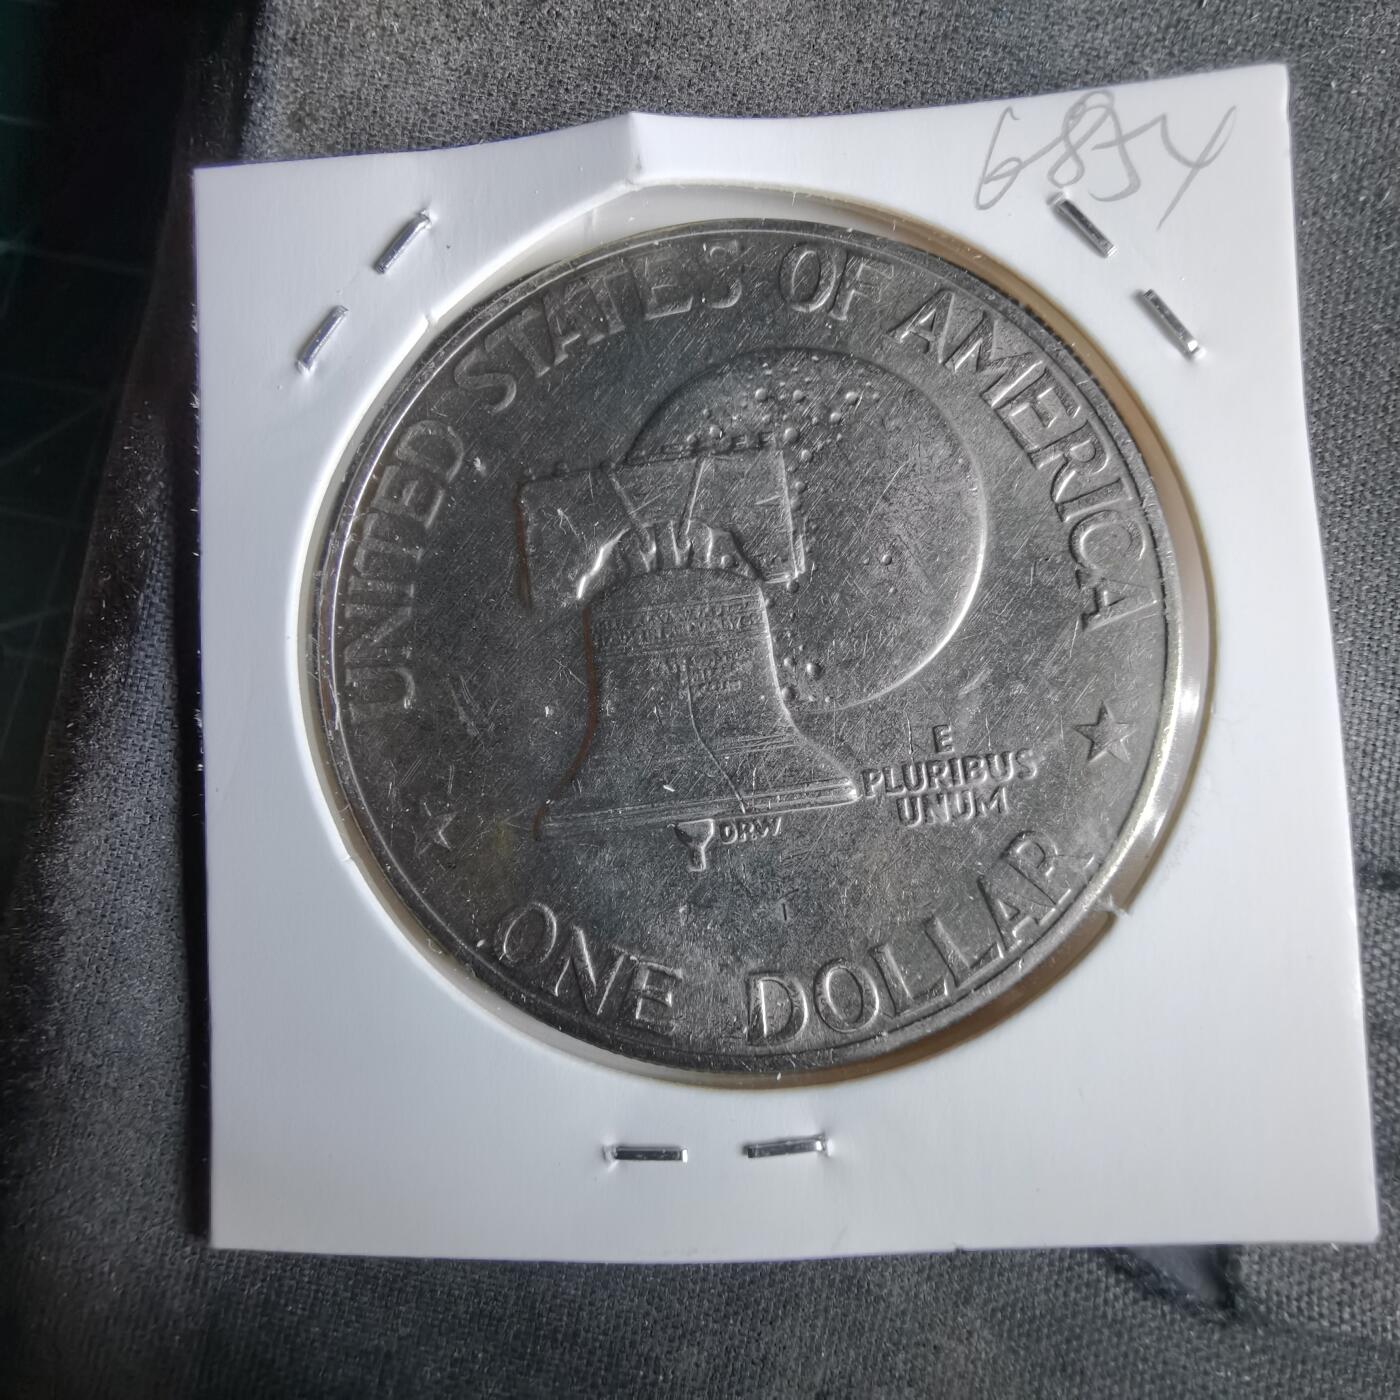 6854
UNITED STATES OF AMERICA
E
PLURIBUS
UNUM
DRW
ONE DOLLAR